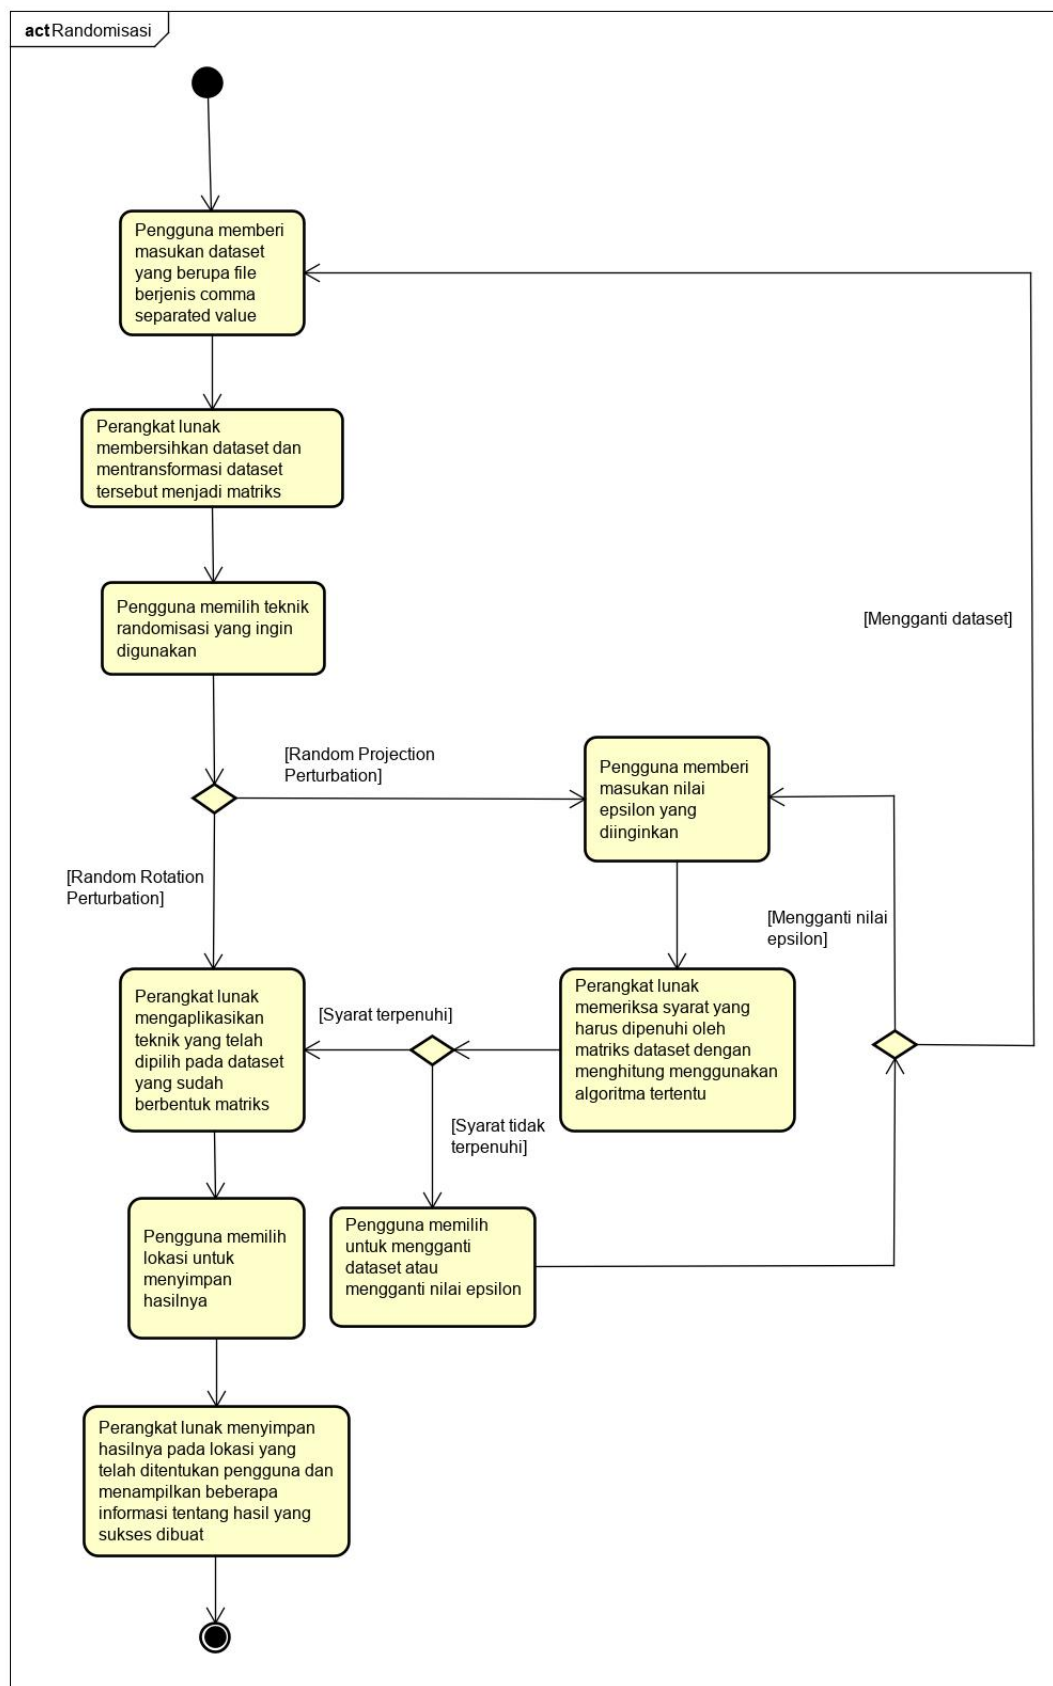 act Randomisasi
Pengguna memberi
masukan dataset
yang berupa file
berjenis comma
separated value
Perangkat lunak
membersihkan dataset dan
mentransformasi dataset
tersebut menjadi matriks
Pengguna memilih teknik
randomisasi yang ingin
digunakan
[Mengganti dataset]
[Random Projection
Perturbation]
Pengguna memberi
masukan nilai
epsilon yang
diinginkan
[Random Rotation
Perturbation]
[Mengganti nilai
epsilon]
Perangkat lunak
mengaplikasikan
teknik yang telah
dipilih pada dataset
yang sudah
berbentuk matriks
[Syarat terpenuhi]
Perangkat lunak
memeriksa syarat yang
harus dipenuhi oleh
matriks dataset dengan
menghitung menggunakan
algoritma tertentu
[Syarat tidak
terpenuhi]
Pengguna memilih
lokasi untuk
menyimpan
hasilnya
Pengguna memilih
untuk mengganti
dataset atau
mengganti nilai epsilon
Perangkat lunak menyimpan
hasilnya pada lokasi yang
telah ditentukan pengguna dan
menampilkan beberapa
informasi tentang hasil yang
sukses dibuat